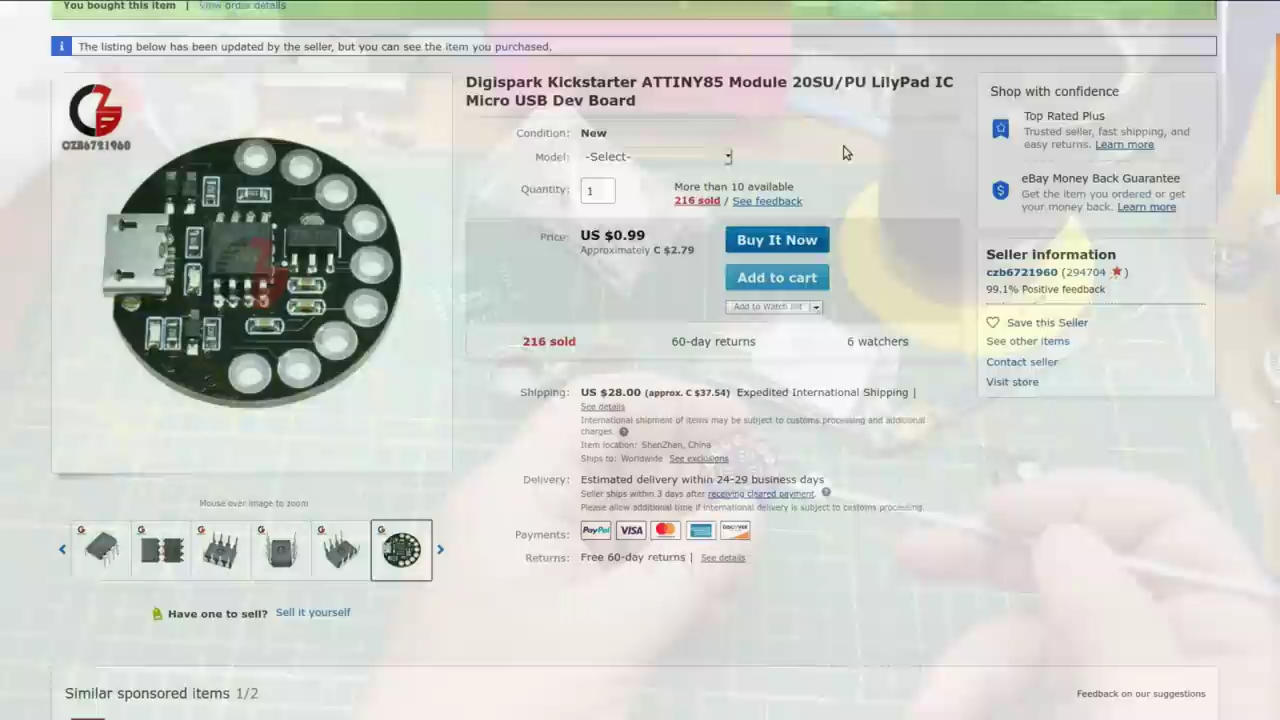 You bought this item | View order details
i The listing below has been updated by the seller, but you can see the item you purchased.
CZB6721960
Digispark Kickstarter ATTINY85 Module 20SU/PU LilyPad IC
Micro USB Dev Board
Condition: New
Model: -Select-
Quantity: 1
More than 10 available
216 sold / See feedback
Price: US $0.99
Approximately C $2.79
Buy It Now
Add to cart
Add to Watch list
216 sold 60-day returns 6 watchers
Shipping: US $28.00 (approx. C $37.54) Expedited International Shipping |
See details
International shipment of items may be subject to customs processing and additional
charges. ?
Item location: ShenZhen, China
Ships to: Worldwide See exclusions
Delivery: Estimated delivery within 24-29 business days
Seller ships within 3 days after receiving cleared payment. ?
Please allow additional time if international delivery is subject to customs processing.
Payments: PayPal VISA DISCOVER
Returns: Free 60-day returns | See details
Shop with confidence
Top Rated Plus
Trusted seller, fast shipping, and
easy returns. Learn more
eBay Money Back Guarantee
Get the item you ordered or get
your money back. Learn more
Seller information
czb6721960 (294704 )
99.1% Positive feedback
Save this Seller
See other items
Contact seller
Visit store
Mouse over image to zoom
Have one to sell? Sell it yourself
Similar sponsored items 1/2
Feedback on our suggestions